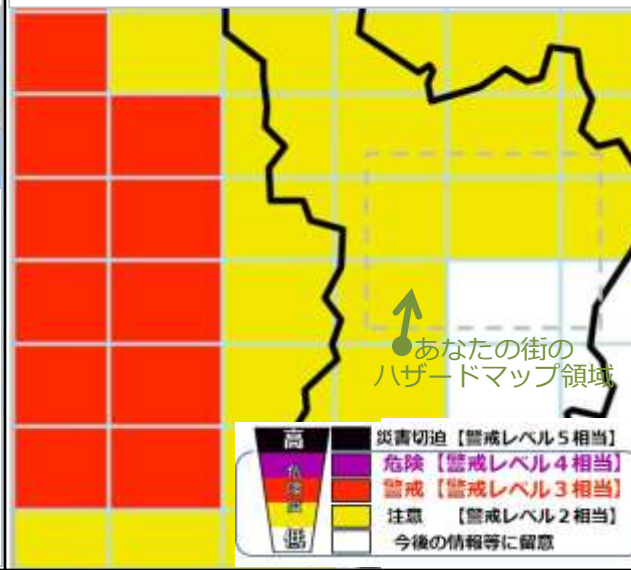 あなたの街の
ハザードマップ領域
高
危険度
低
災害切迫【警戒レベル5相当】
危険【警戒レベル4相当】
警戒【警戒レベル3相当】
注意 【警戒レベル2相当】
今後の情報等に留意